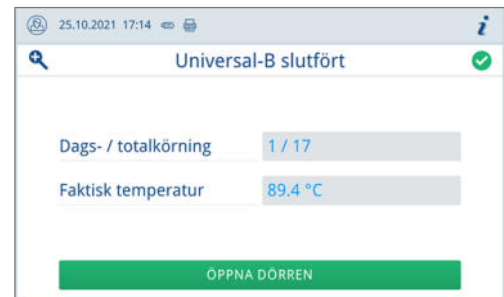 25.10.2021 17:14
Universal-B slutfört
Dags- / totalkörning 1 / 17
Faktisk temperatur 89.4 °C
ÖPPNA DÖRREN